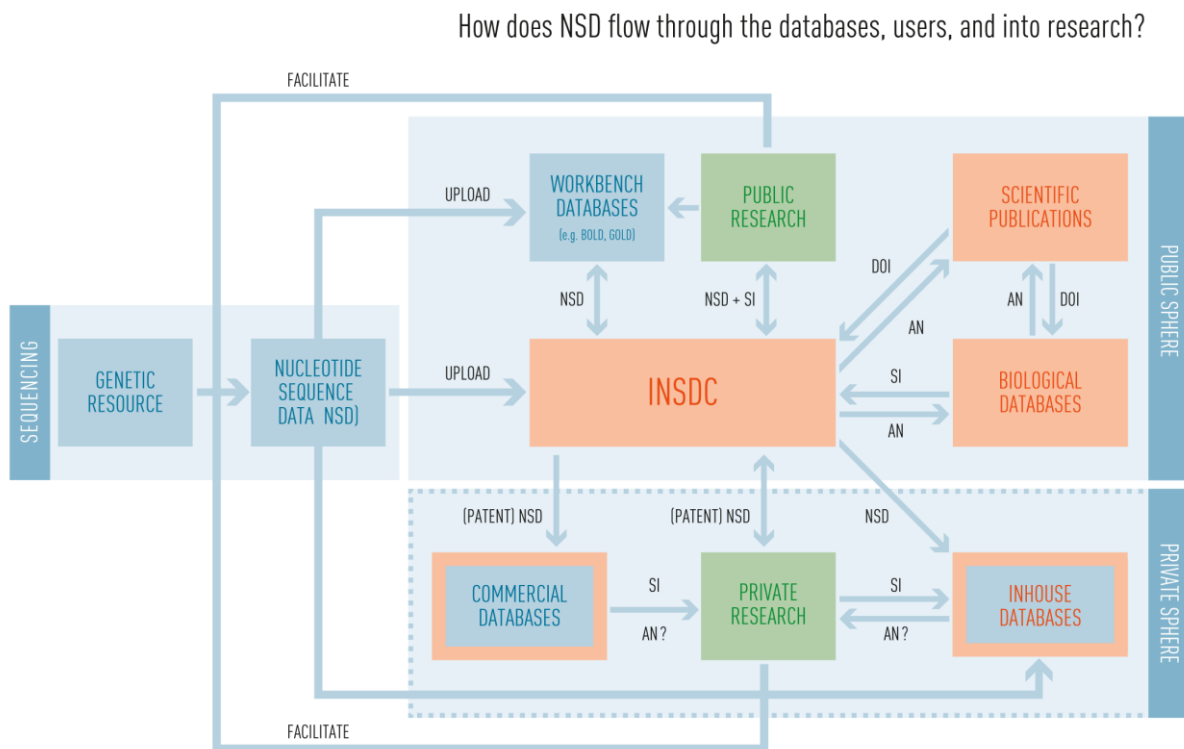 How does NSD flow through the databases, users, and into research?
FACILITATE
WORKBENCH
DATABASES
(e.g. BOLD, GOLD)
PUBLIC
RESEARCH
SCIENTIFIC
PUBLICATIONS
UPLOAD
DOI
NSD
NSD + SI
AN
AN
DOI
PUBLIC SPHERE
SEQUENCING
GENETIC
RESOURCE
NUCLEOTIDE
SEQUENCE
DATA NSD)
UPLOAD
INSDC
SI
AN
BIOLOGICAL
DATABASES
(PATENT) NSD
(PATENT) NSD
NSD
COMMERCIAL
DATABASES
SI
AN?
PRIVATE
RESEARCH
SI
AN?
INHOUSE
DATABASES
PRIVATE SPHERE
FACILITATE